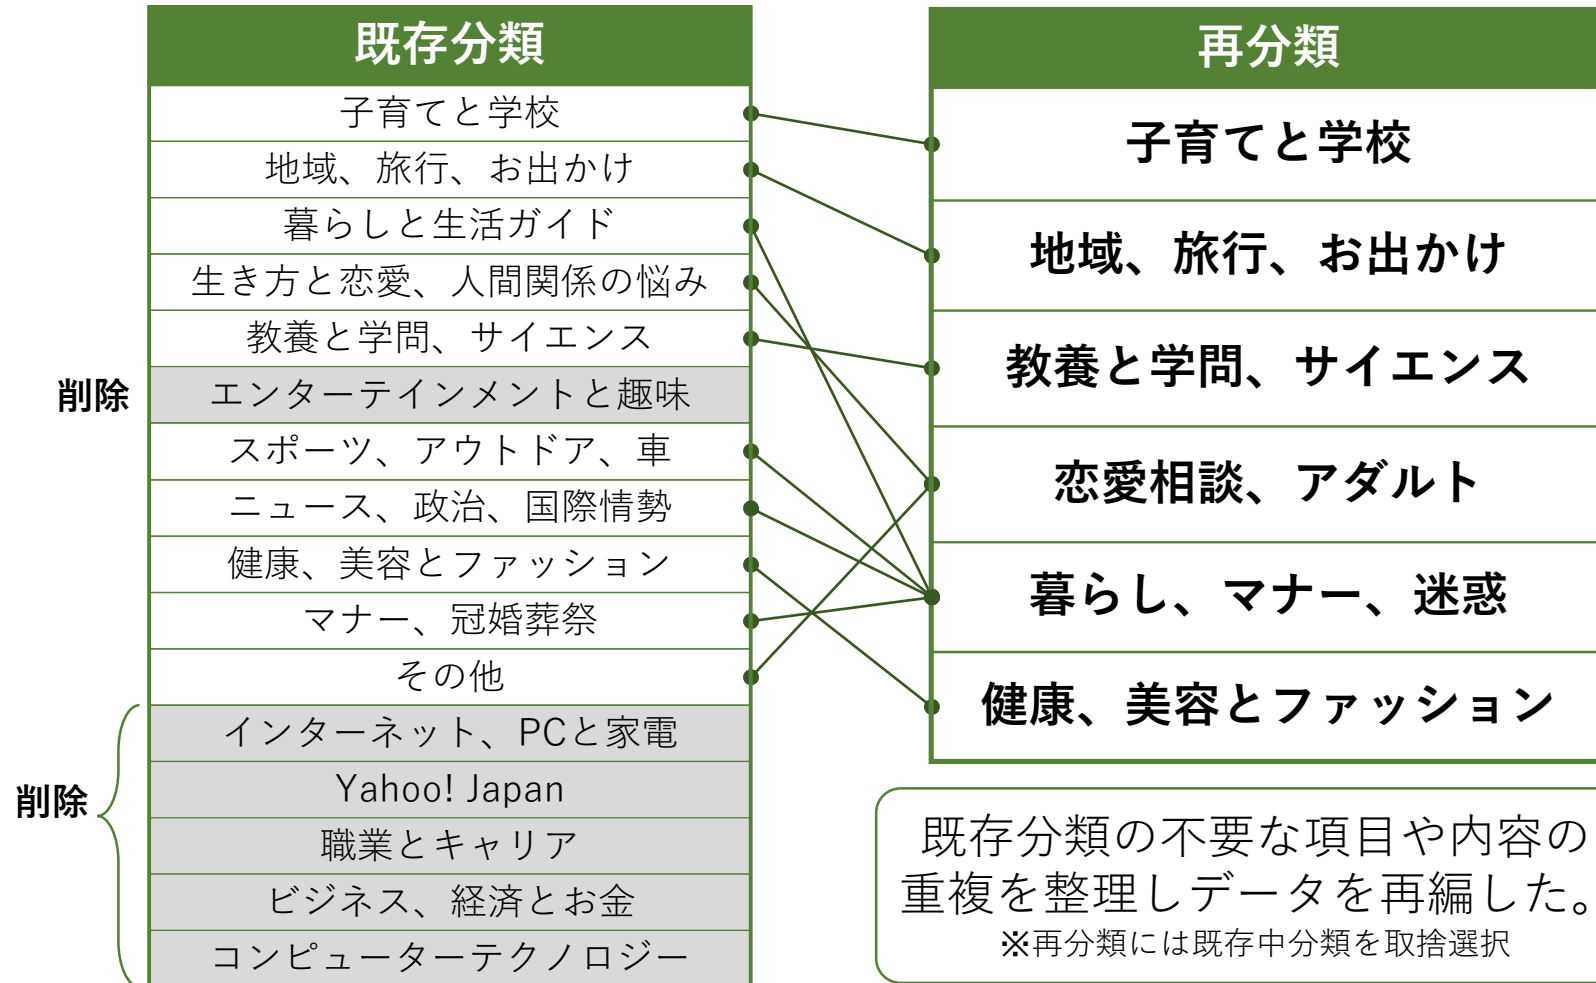 既存分類
子育てと学校
地域、旅行、お出かけ
暮らしと生活ガイド
生き方と恋愛、人間関係の悩み
教養と学問、サイエンス
削除
エンターテインメントと趣味
スポーツ、アウトドア、車
ニュース、政治、国際情勢
健康、美容とファッション
マナー、冠婚葬祭
その他
削除
インターネット、PCと家電
Yahoo! Japan
職業とキャリア
ビジネス、経済とお金
コンピューターテクノロジー
再分類
子育てと学校
地域、旅行、お出かけ
教養と学問、サイエンス
恋愛相談、アダルト
暮らし、マナー、迷惑
健康、美容とファッション
既存分類の不要な項目や内容の
重複を整理しデータを再編した。
※再分類には既存中分類を取捨選択